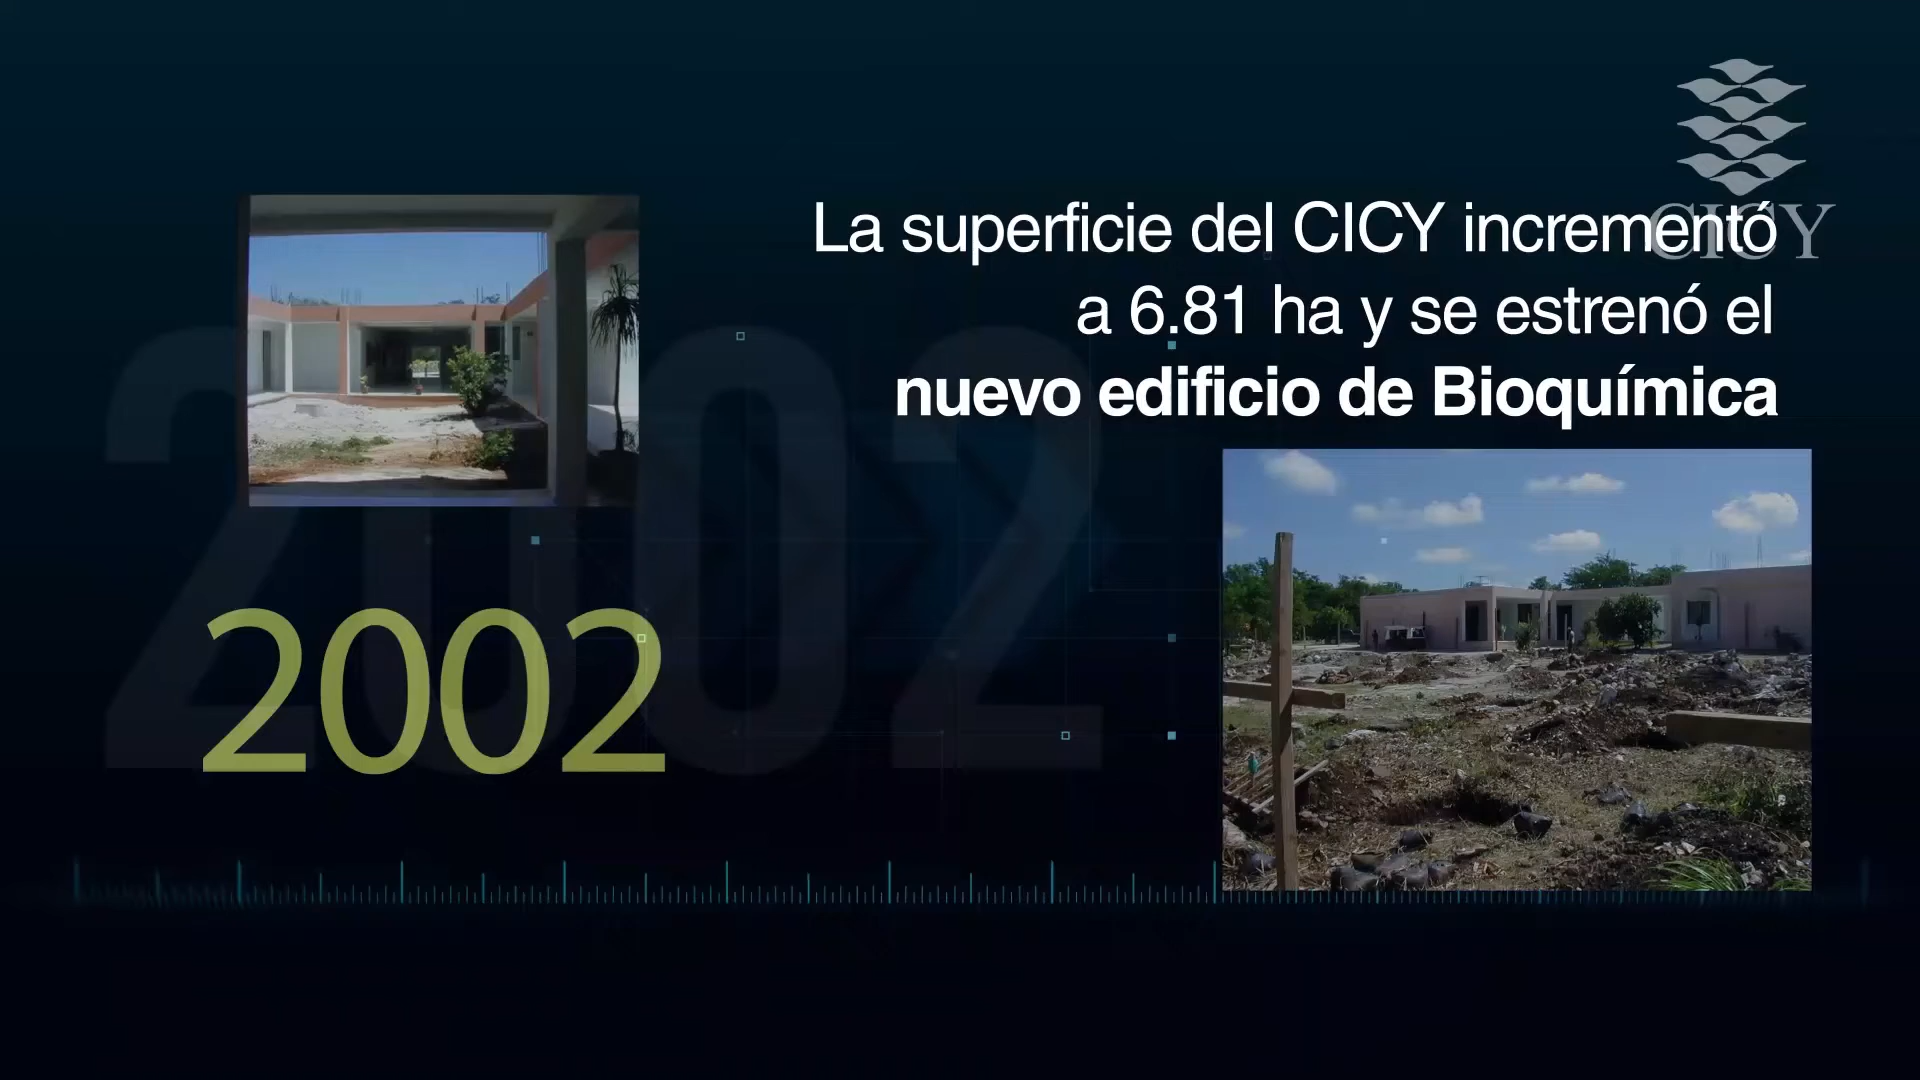 CICY
La superficie del CICY incrementó
a 6.81 ha y se estrenó el
nuevo edificio de Bioquímica
2002
2002